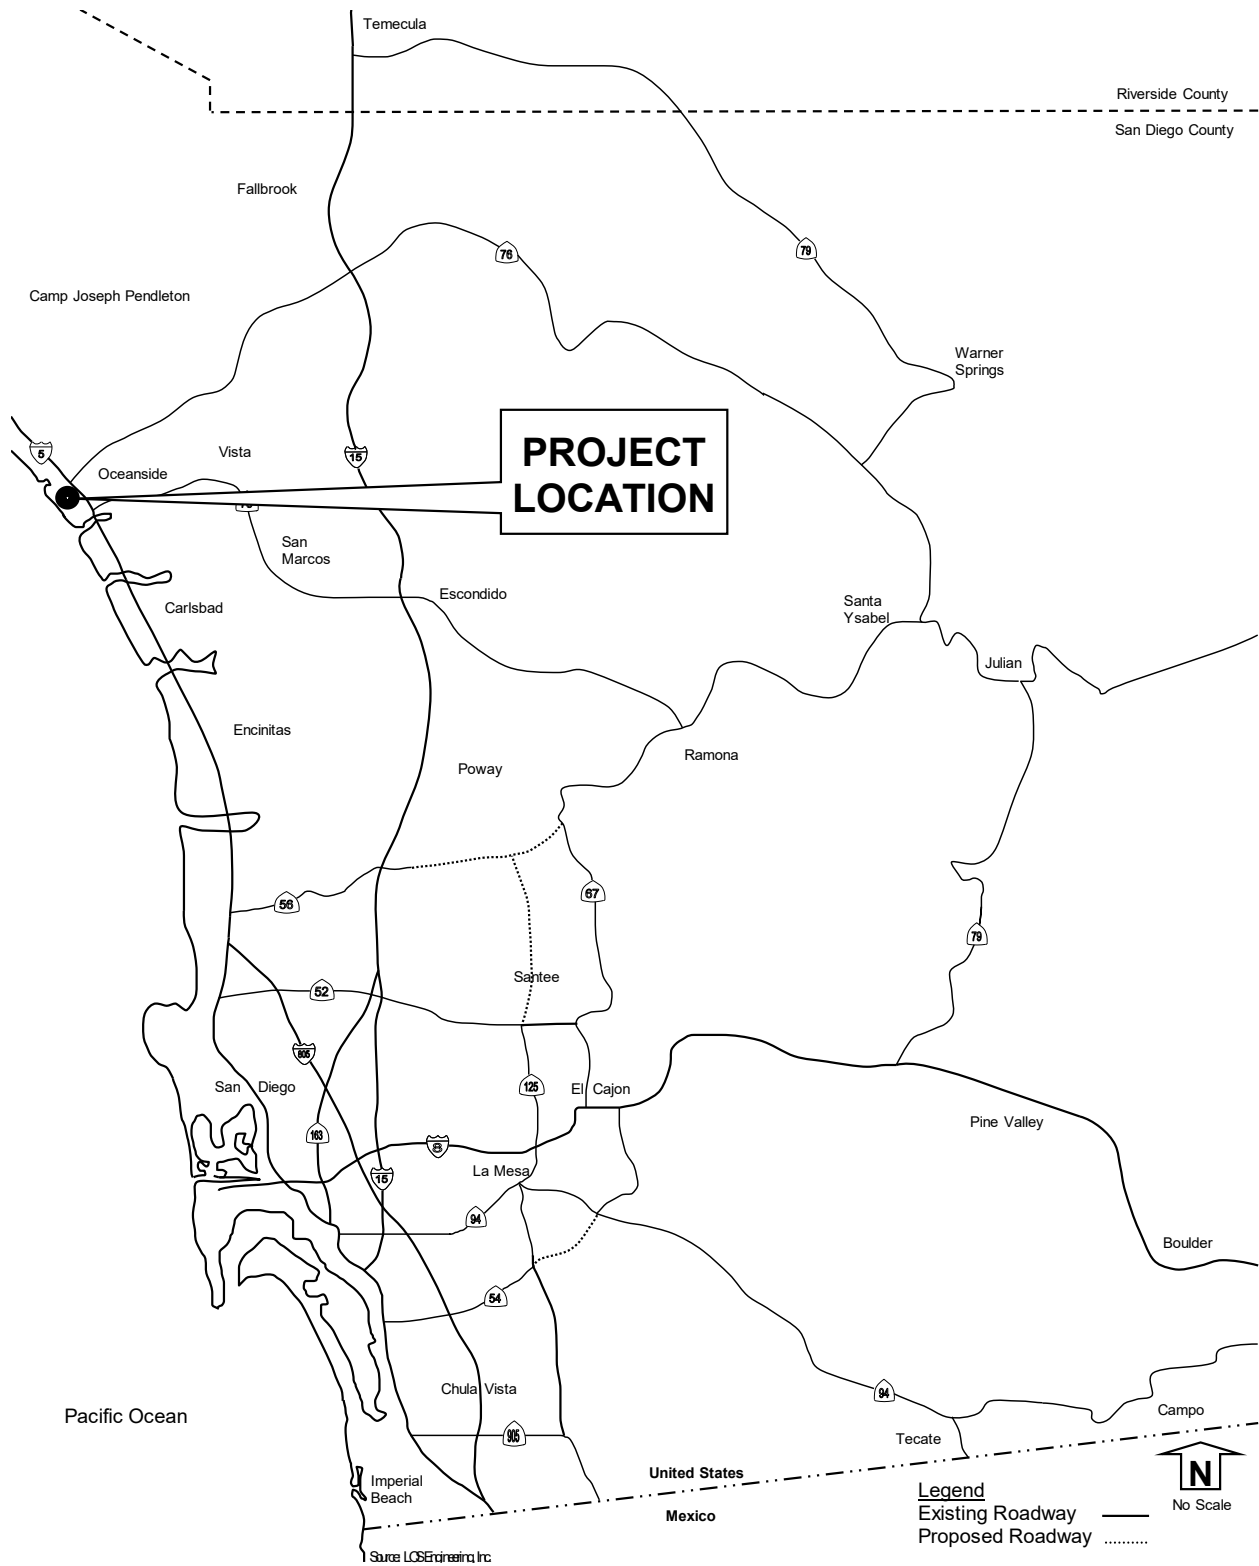 Temecula
Riverside County
San Diego County
Fallbrook
76
79
Camp Joseph Pendleton
Warner
Springs
5
Vista
15
Oceanside
PROJECT
LOCATION
San
Marcos
Escondido
Carlsbad
Santa
Ysabel
Julian
Encinitas
Ramona
Poway
67
56
79
Santee
52
805
San Diego
125
El Cajon
163
8
Pine Valley
La Mesa
15
94
Boulder
54
Chula Vista
94
Pacific Ocean
Campo
905
Tecate
United States
Imperial
Beach
Mexico
N
No Scale
Legend
Existing Roadway
Proposed Roadway
Source: LOS Engineering, Inc.